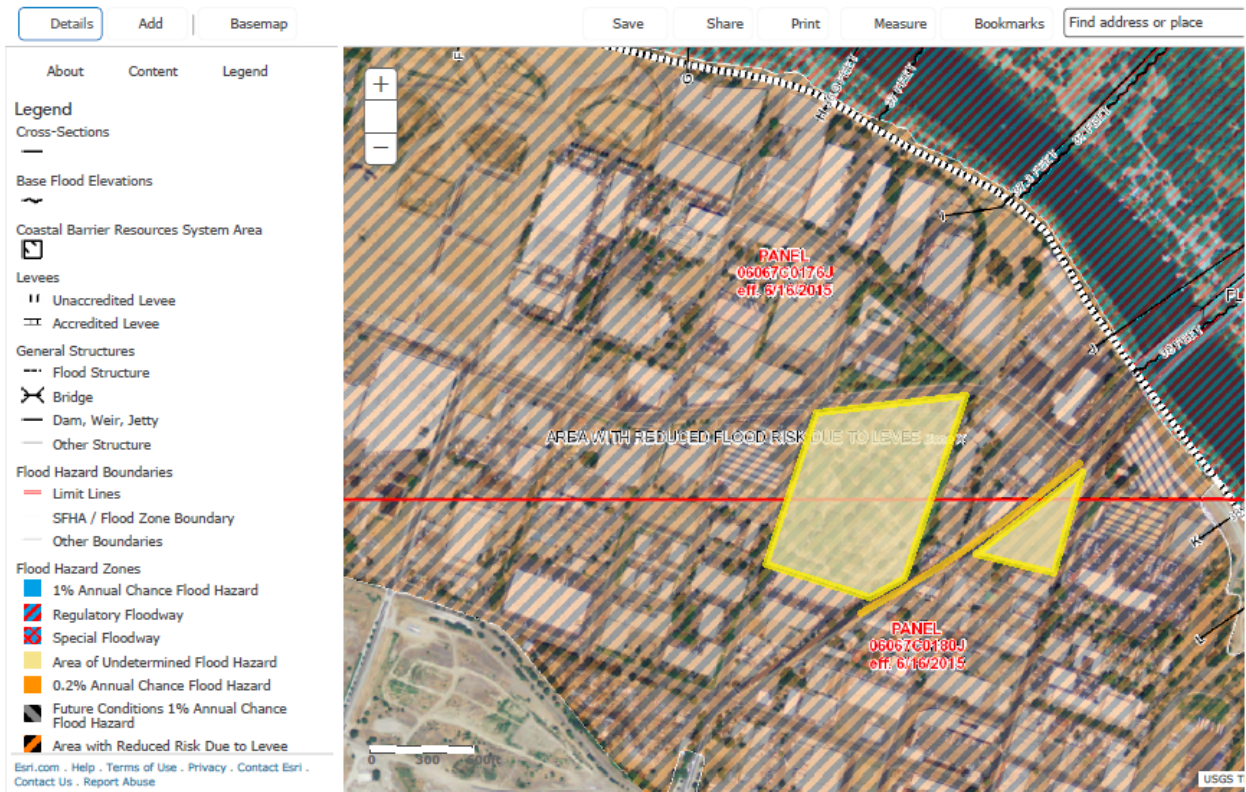 Details
Add
Basemap
Save
Share
Print
Measure
Bookmarks
Find address or place
About
Content
Legend
Legend
Cross-Sections
Base Flood Elevations
Coastal Barrier Resources System Area
Levees
Unaccredited Levee
Accredited Levee
General Structures
Flood Structure
Bridge
Dam, Weir, Jetty
Other Structure
Flood Hazard Boundaries
Limit Lines
SFHA / Flood Zone Boundary
Other Boundaries
Flood Hazard Zones
1% Annual Chance Flood Hazard
Regulatory Floodway
Special Floodway
Area of Undetermined Flood Hazard
0.2% Annual Chance Flood Hazard
Future Conditions 1% Annual Chance
Flood Hazard
Area with Reduced Risk Due to Levee
Esri.com . Help . Terms of Use . Privacy . Contact Esri .
Contact Us . Report Abuse
+
−
F
G
37 FEET
I
PANEL
06067C0176J
eff. 6/16/2015
FL
J
38 FEET
AREA WITH REDUCED FLOOD RISK DUE TO LEVEE
K
L
PANEL
06067C0180J
eff. 6/16/2015
0 300 600ft
USGS T